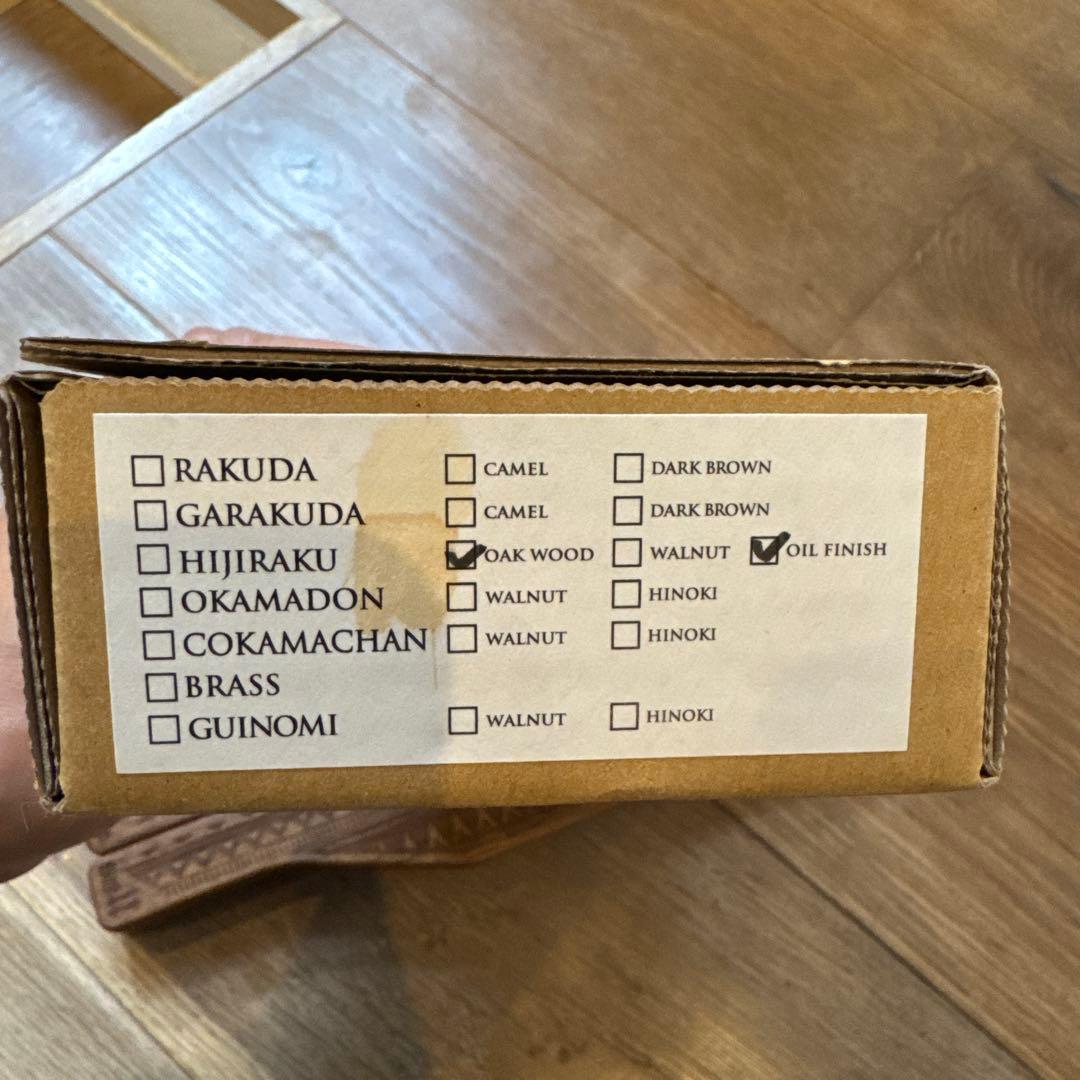 RAKUDA CAMEL DARK BROWN
GARAKUDA CAMEL DARK BROWN
HIJIRAKU OAK WOOD WALNUT OIL FINISH
OKAMADON WALNUT HINOKI
COKAMACHAN WALNUT HINOKI
BRASS
GUINOMI WALNUT HINOKI